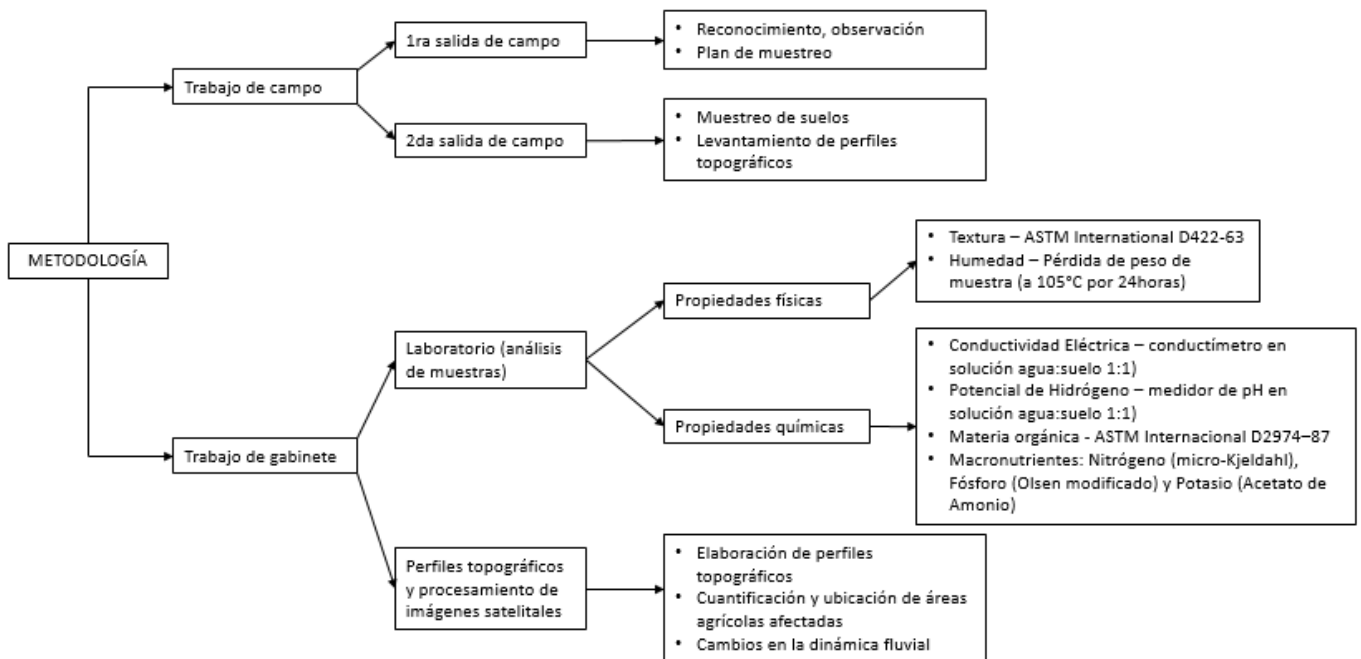 1ra salida de campo
• Reconocimiento, observación
• Plan de muestreo
Trabajo de campo
2da salida de campo
• Muestreo de suelos
• Levantamiento de perfiles
topográficos
METODOLOGÍA
• Textura – ASTM International D422-63
• Humedad – Pérdida de peso de
muestra (a 105°C por 24horas)
Propiedades físicas
Laboratorio (análisis
de muestras)
• Conductividad Eléctrica – conductímetro en
solución agua:suelo 1:1)
• Potencial de Hidrógeno – medidor de pH en
solución agua:suelo 1:1)
• Materia orgánica - ASTM Internacional D2974–87
• Macronutrientes: Nitrógeno (micro-Kjeldahl),
Fósforo (Olsen modificado) y Potasio (Acetato de
Amonio)
Propiedades químicas
Trabajo de gabinete
Perfiles topográficos
y procesamiento de
imágenes satelitales
• Elaboración de perfiles
topográficos
• Cuantificación y ubicación de áreas
agrícolas afectadas
• Cambios en la dinámica fluvial